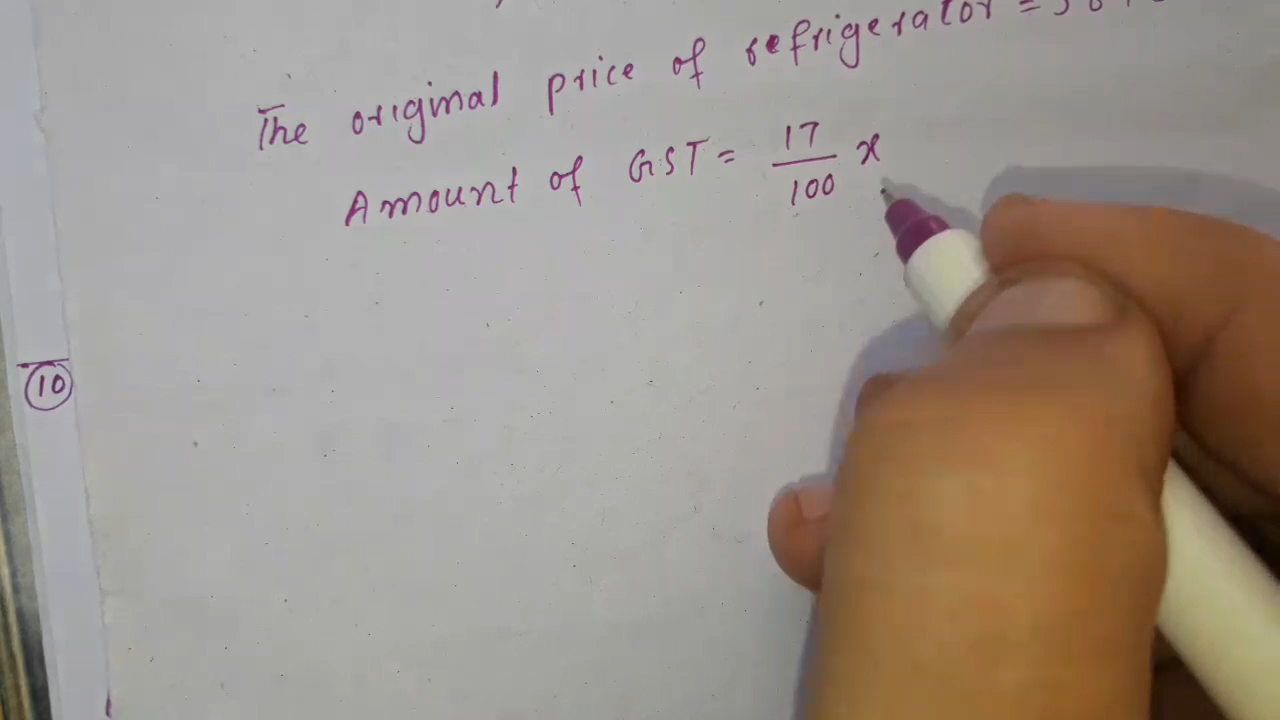 The original price of refrigerator =
Amount of GST = 17/100 x
10